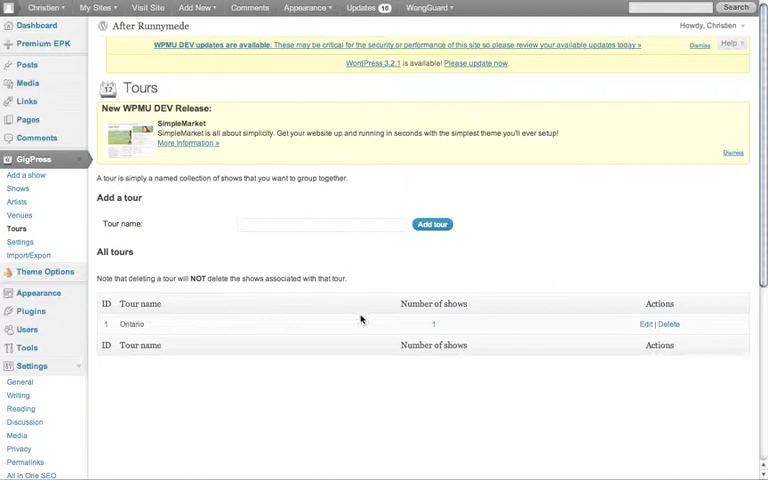 Christien My Sites Visit Site Add New Comments Appearance Updates 18 WangGuard Search
After Runnymede Howdy, Christien
WPMU DEV updates are available: These may be critical for the security or performance of this site so please review your available updates today » Dismiss Help
WordPress 3.2.1 is available! Please update now.
Tours
New WPMU DEV Release:
SimpleMarket
SimpleMarket is all about simplicity. Get your website up and running in seconds with the simplest theme you'll ever setup!
More Information »
Dismiss
A tour is simply a named collection of shows that you want to group together.
Add a tour
Tour name: Add tour
All tours
Note that deleting a tour will NOT delete the shows associated with that tour.
ID Tour name Number of shows Actions
1 Ontario 1 Edit | Delete
ID Tour name Number of shows Actions
Dashboard
Premium EPK
Posts
Media
Links
Pages
Comments
GigPress
Add a show
Shows
Artists
Venues
Tours
Settings
Import/Export
Theme Options
Appearance
Plugins
Users
Tools
Settings
General
Writing
Reading
Discussion
Media
Privacy
Permalinks
All in One SEO